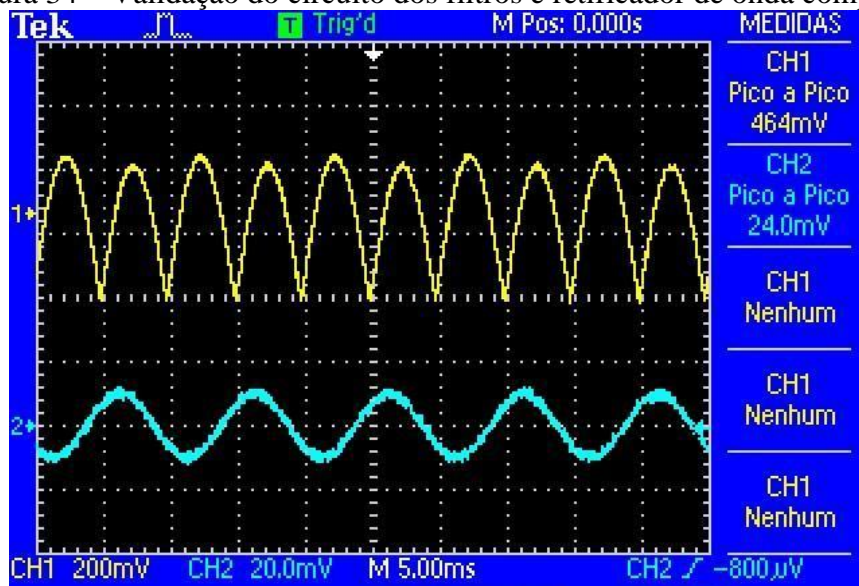 Validação do circuito dos filtros e retificador de onda com
Tek T Trig'd M Pos: 0.000s MEDIDAS
CH1
Pico a Pico
464mV
CH2
Pico a Pico
24.0mV
1
CH1
Nenhum
CH1
Nenhum
2
CH1
Nenhum
CH1 200mV CH2 20.0mV M 5.00ms CH2 -800µV